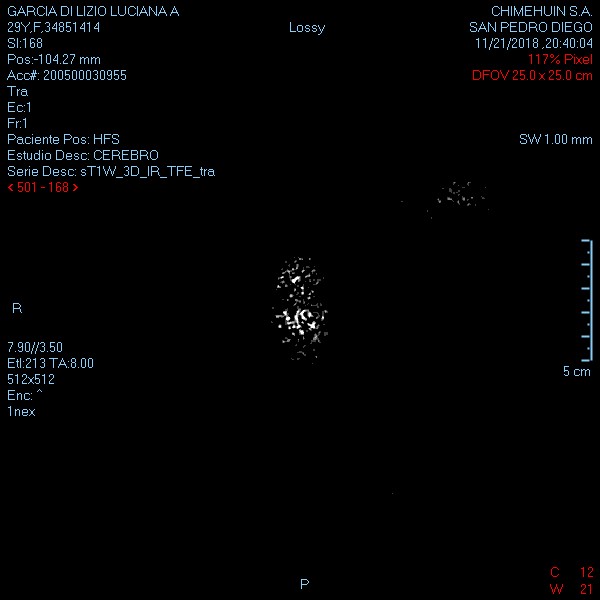 GARCIA DI LIZIO LUCIANA A
29Y,F,34851414
SI:168
Pos:-104.27 mm
Acc#: 200500030955
Tra
Ec:1
Fr:1
Paciente Pos: HFS
Estudio Desc: CEREBRO
Serie Desc: sT1W_3D_IR_TFE_tra
< 501 - 168 >
Lossy
CHIMEHUIN S.A.
SAN PEDRO DIEGO
11/21/2018 ,20:40:04
117% Pixel
DFOV 25.0 x 25.0 cm
SW 1.00 mm
R
5 cm
7.90//3.50
Etl:213 TA:8.00
512x512
Enc: ^
1nex
P
C 12
W 21